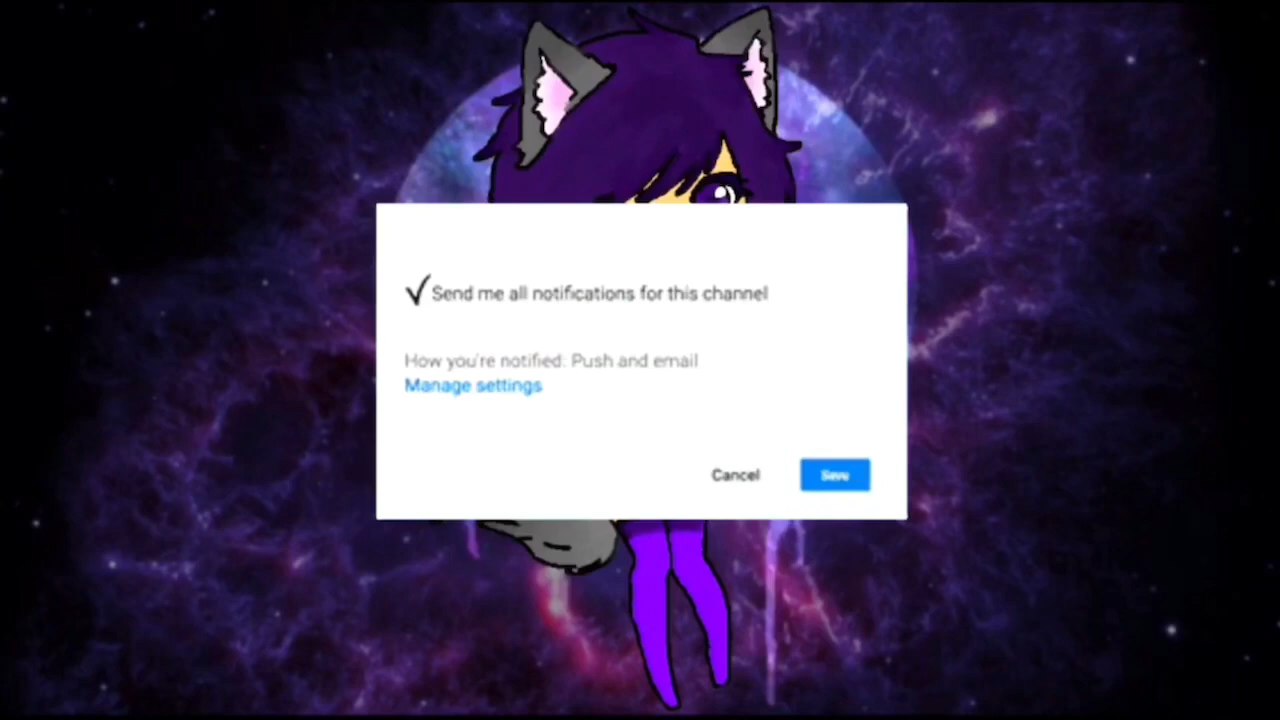 Send me all notifications for this channel
How you're notified: Push and email
Manage settings
Cancel
Save